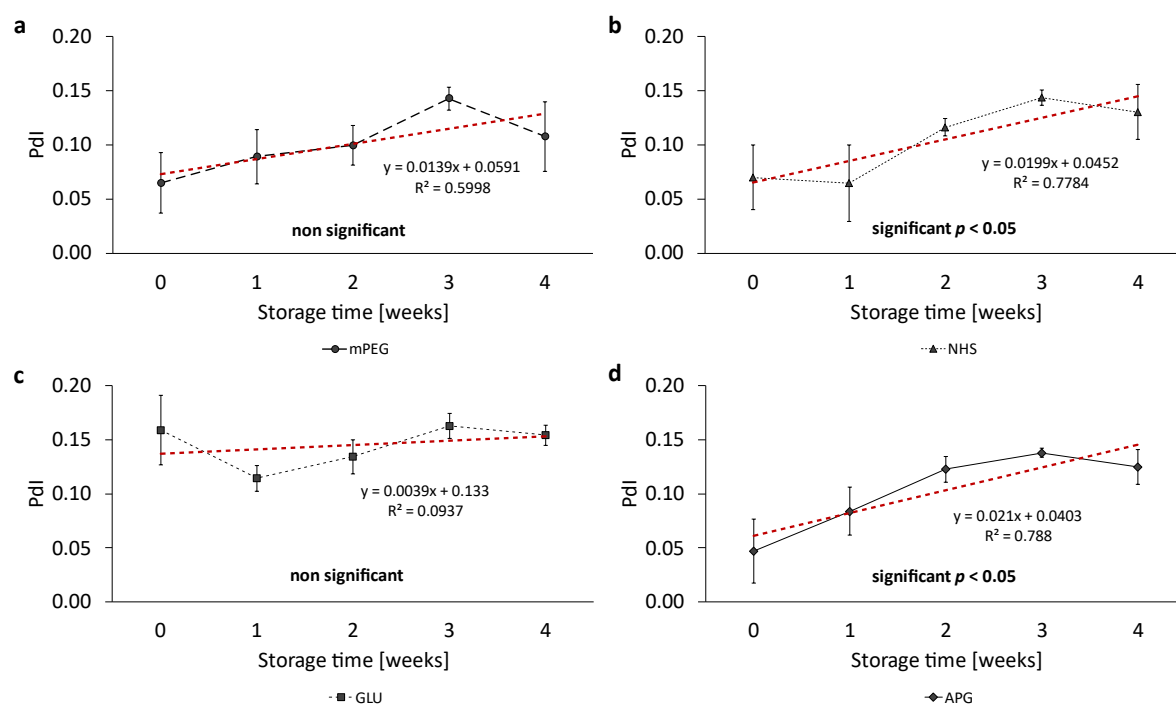 a
0.20
0.15
0.10
0.05
0.00
PdI
y = 0.0139x + 0.0591
R² = 0.5998
non significant
0 1 2 3 4
Storage time [weeks]
mPEG
b
0.20
0.15
0.10
0.05
0.00
PdI
y = 0.0199x + 0.0452
R² = 0.7784
significant p < 0.05
0 1 2 3 4
Storage time [weeks]
NHS
c
0.20
0.15
0.10
0.05
0.00
PdI
y = 0.0039x + 0.133
R² = 0.0937
non significant
0 1 2 3 4
Storage time [weeks]
GLU
d
0.20
0.15
0.10
0.05
0.00
PdI
y = 0.021x + 0.0403
R² = 0.788
significant p < 0.05
0 1 2 3 4
Storage time [weeks]
APG